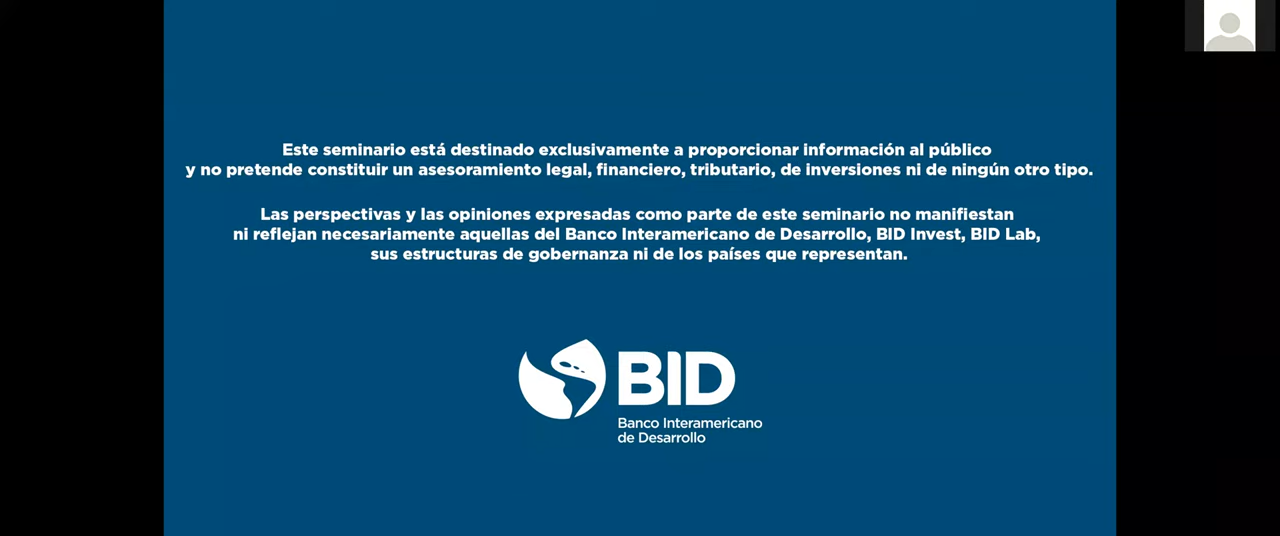 Este seminario está destinado exclusivamente a proporcionar información al público
y no pretende constituir un asesoramiento legal, financiero, tributario, de inversiones ni de ningún otro tipo.
Las perspectivas y las opiniones expresadas como parte de este seminario no manifiestan
ni reflejan necesariamente aquellas del Banco Interamericano de Desarrollo, BID Invest, BID Lab,
sus estructuras de gobernanza ni de los países que representan.
BID
Banco Interamericano
de Desarrollo